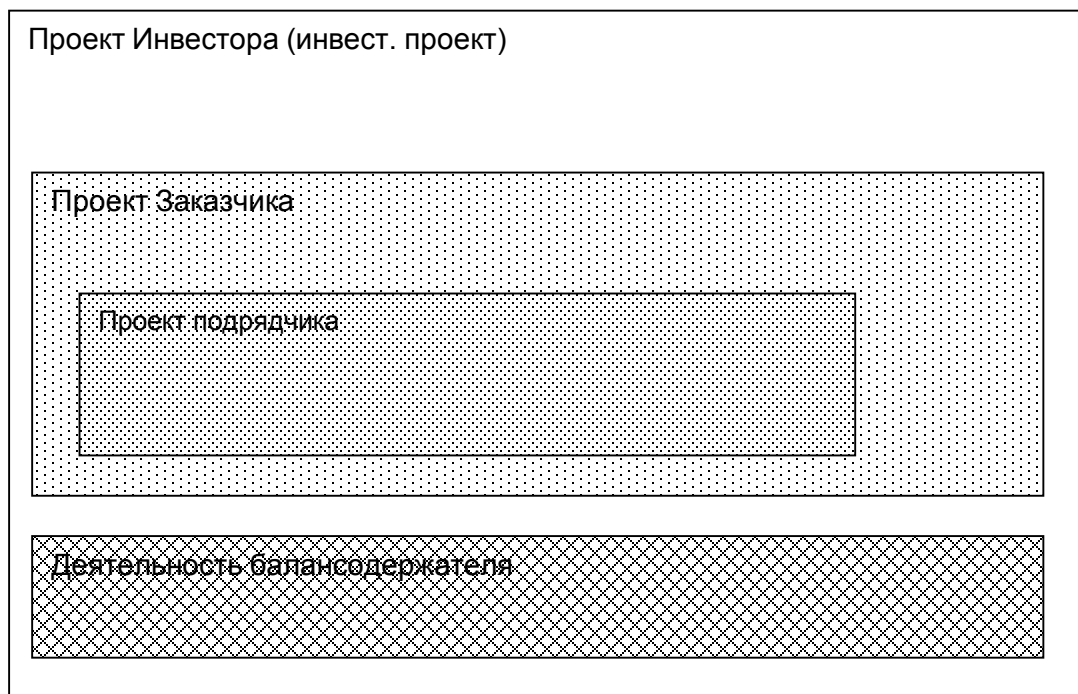 Проект Инвестора (инвест. проект)
Проект Заказчика
Проект подрядчика
Деятельность балансодержателя